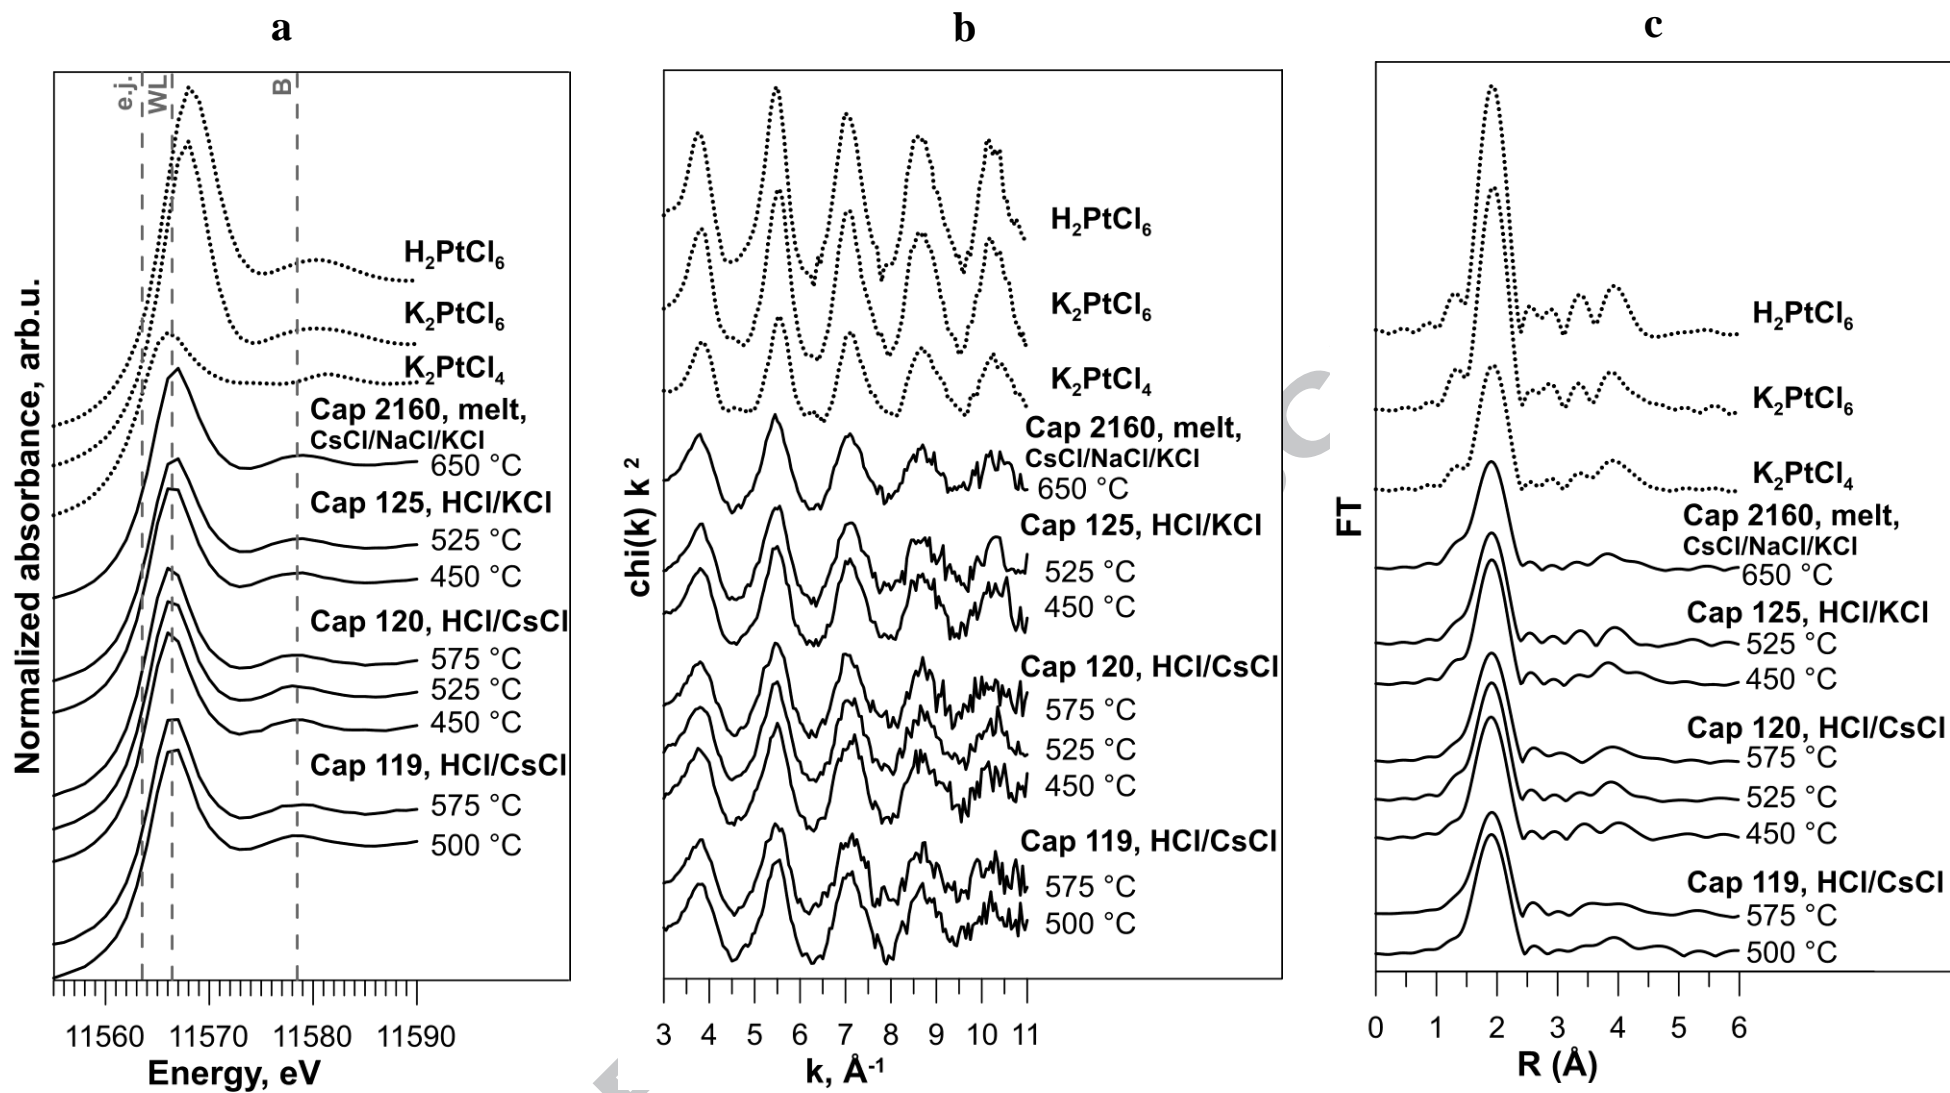 a
e.j.
WL
B
H2PtCl6
K2PtCl6
K2PtCl4
Cap 2160, melt,
CsCl/NaCl/KCl
650 °C
Cap 125, HCl/KCl
525 °C
450 °C
Cap 120, HCl/CsCl
575 °C
525 °C
450 °C
Cap 119, HCl/CsCl
575 °C
500 °C
Normalized absorbance, arb.u.
11560 11570 11580 11590
Energy, eV
b
H2PtCl6
K2PtCl6
K2PtCl4
Cap 2160, melt,
CsCl/NaCl/KCl
650 °C
Cap 125, HCl/KCl
525 °C
450 °C
Cap 120, HCl/CsCl
575 °C
525 °C
450 °C
Cap 119, HCl/CsCl
575 °C
500 °C
chi(k) k 2
3 4 5 6 7 8 9 10 11
k, Å-1
c
H2PtCl6
K2PtCl6
K2PtCl4
Cap 2160, melt,
CsCl/NaCl/KCl
650 °C
Cap 125, HCl/KCl
525 °C
450 °C
Cap 120, HCl/CsCl
575 °C
525 °C
450 °C
Cap 119, HCl/CsCl
575 °C
500 °C
FT
0 1 2 3 4 5 6
R (Å)